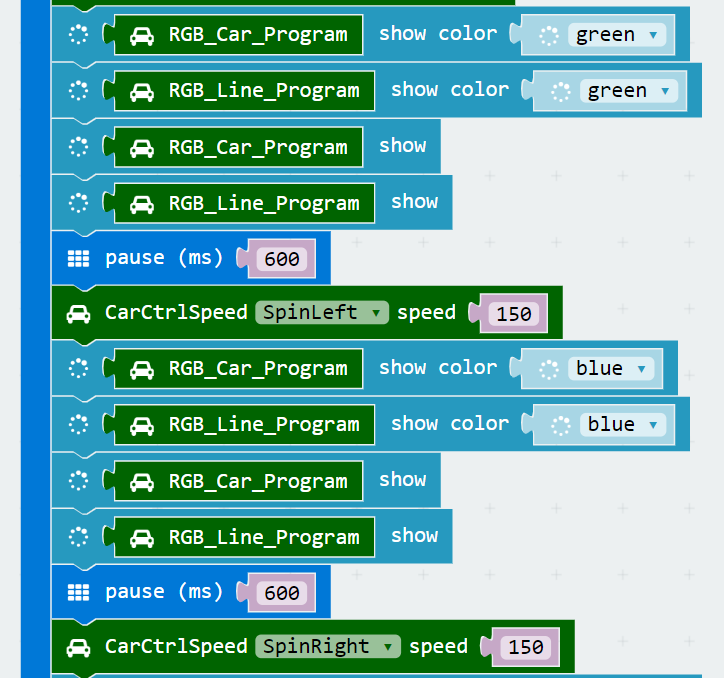 RGB_Car_Program show color green
RGB_Line_Program show color green
RGB_Car_Program show
RGB_Line_Program show
pause (ms) 600
CarCtrlSpeed SpinLeft speed 150
RGB_Car_Program show color blue
RGB_Line_Program show color blue
RGB_Car_Program show
RGB_Line_Program show
pause (ms) 600
CarCtrlSpeed SpinRight speed 150